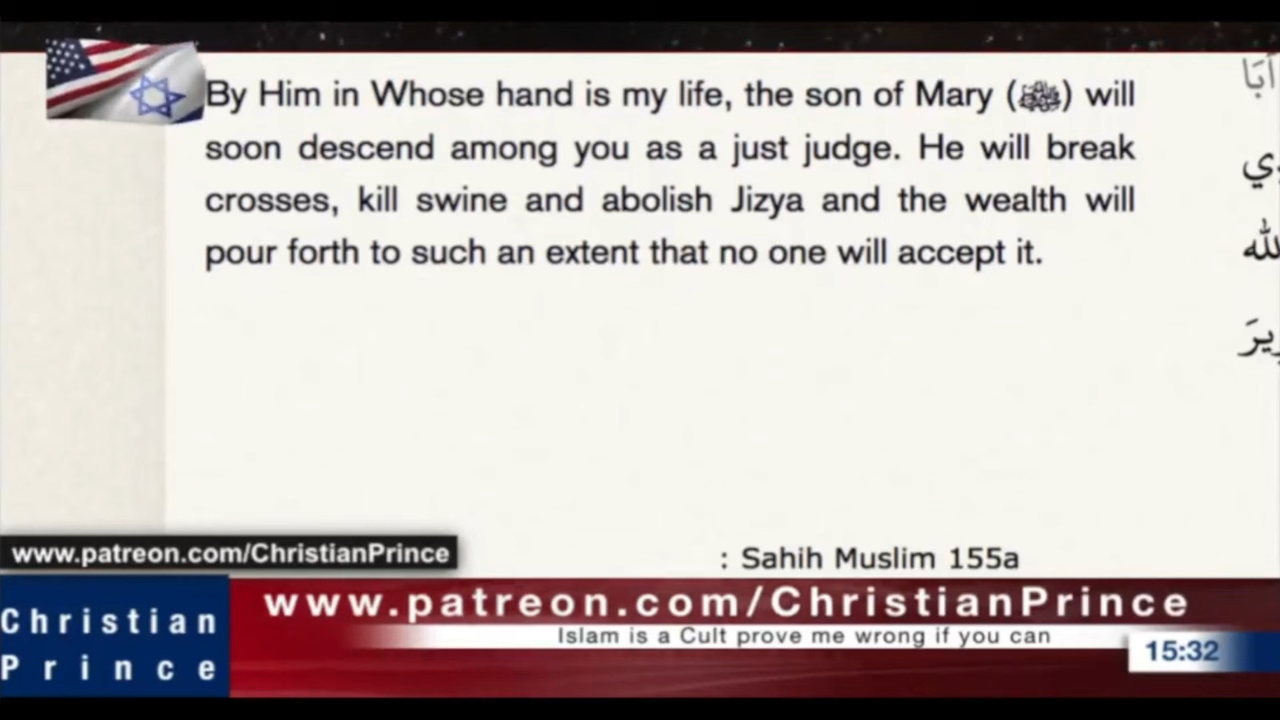 By Him in Whose hand is my life, the son of Mary (ﷺ) will
soon descend among you as a just judge. He will break
crosses, kill swine and abolish Jizya and the wealth will
pour forth to such an extent that no one will accept it.
: Sahih Muslim 155a
www.patreon.com/ChristianPrince
www.patreon.com/ChristianPrince
Islam is a Cult prove me wrong if you can
Christian
Prince
15:32